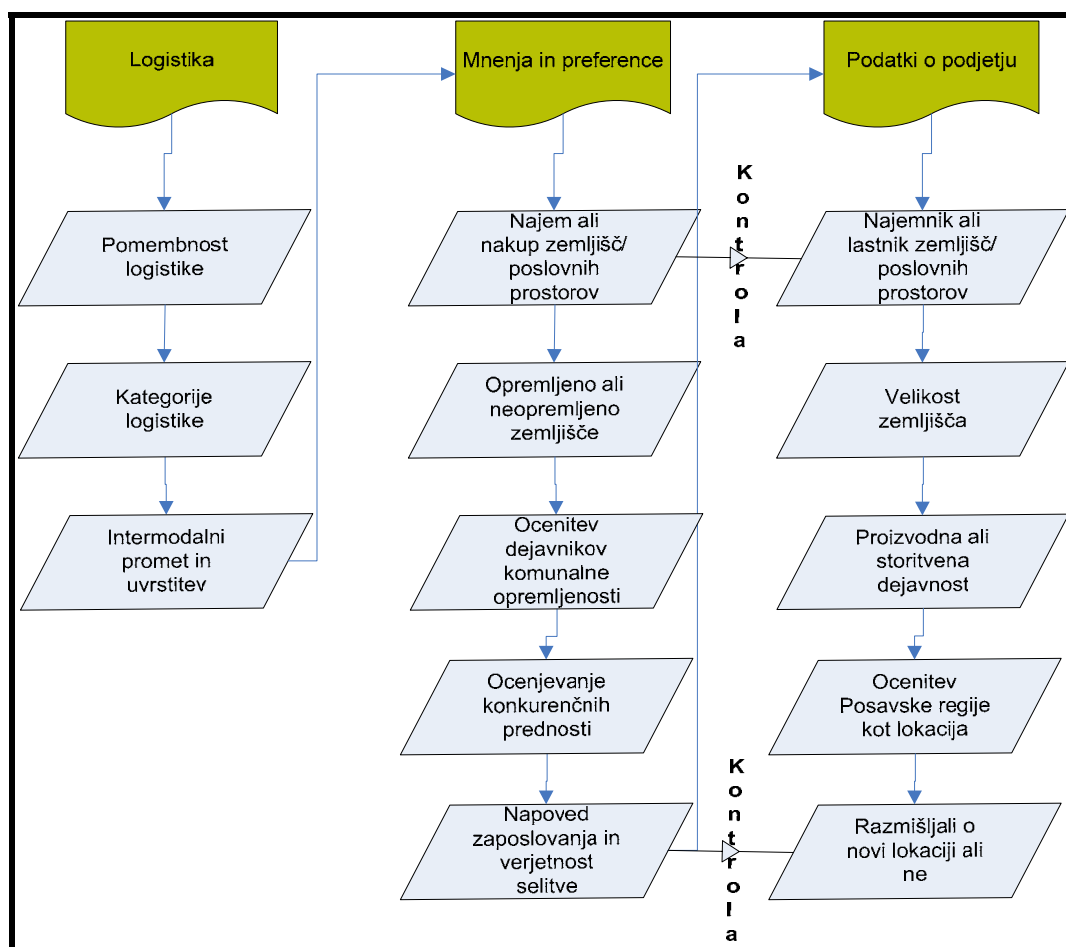 Logistika
Pomembnost
logistike
Kategorije
logistike
Intermodalni
promet in
uvrstitev
Mnenja in preference
Najem ali
nakup zemljišč/
poslovnih
prostorov
Opremljeno ali
neopremljeno
zemljišče
Ocenitev
dejavnikov
komunalne
opremljenosti
Ocenjevanje
konkurenčnih
prednosti
Napoved
zaposlovanja in
verjetnost
selitve
Kontrola
Kontrola
Podatki o podjetju
Najemnik ali
lastnik zemljišč/
poslovnih
prostorov
Velikost
zemljišča
Proizvodna ali
storitvena
dejavnost
Ocenitev
Posavske regije
kot lokacija
Razmišljali o
novi lokaciji ali
ne